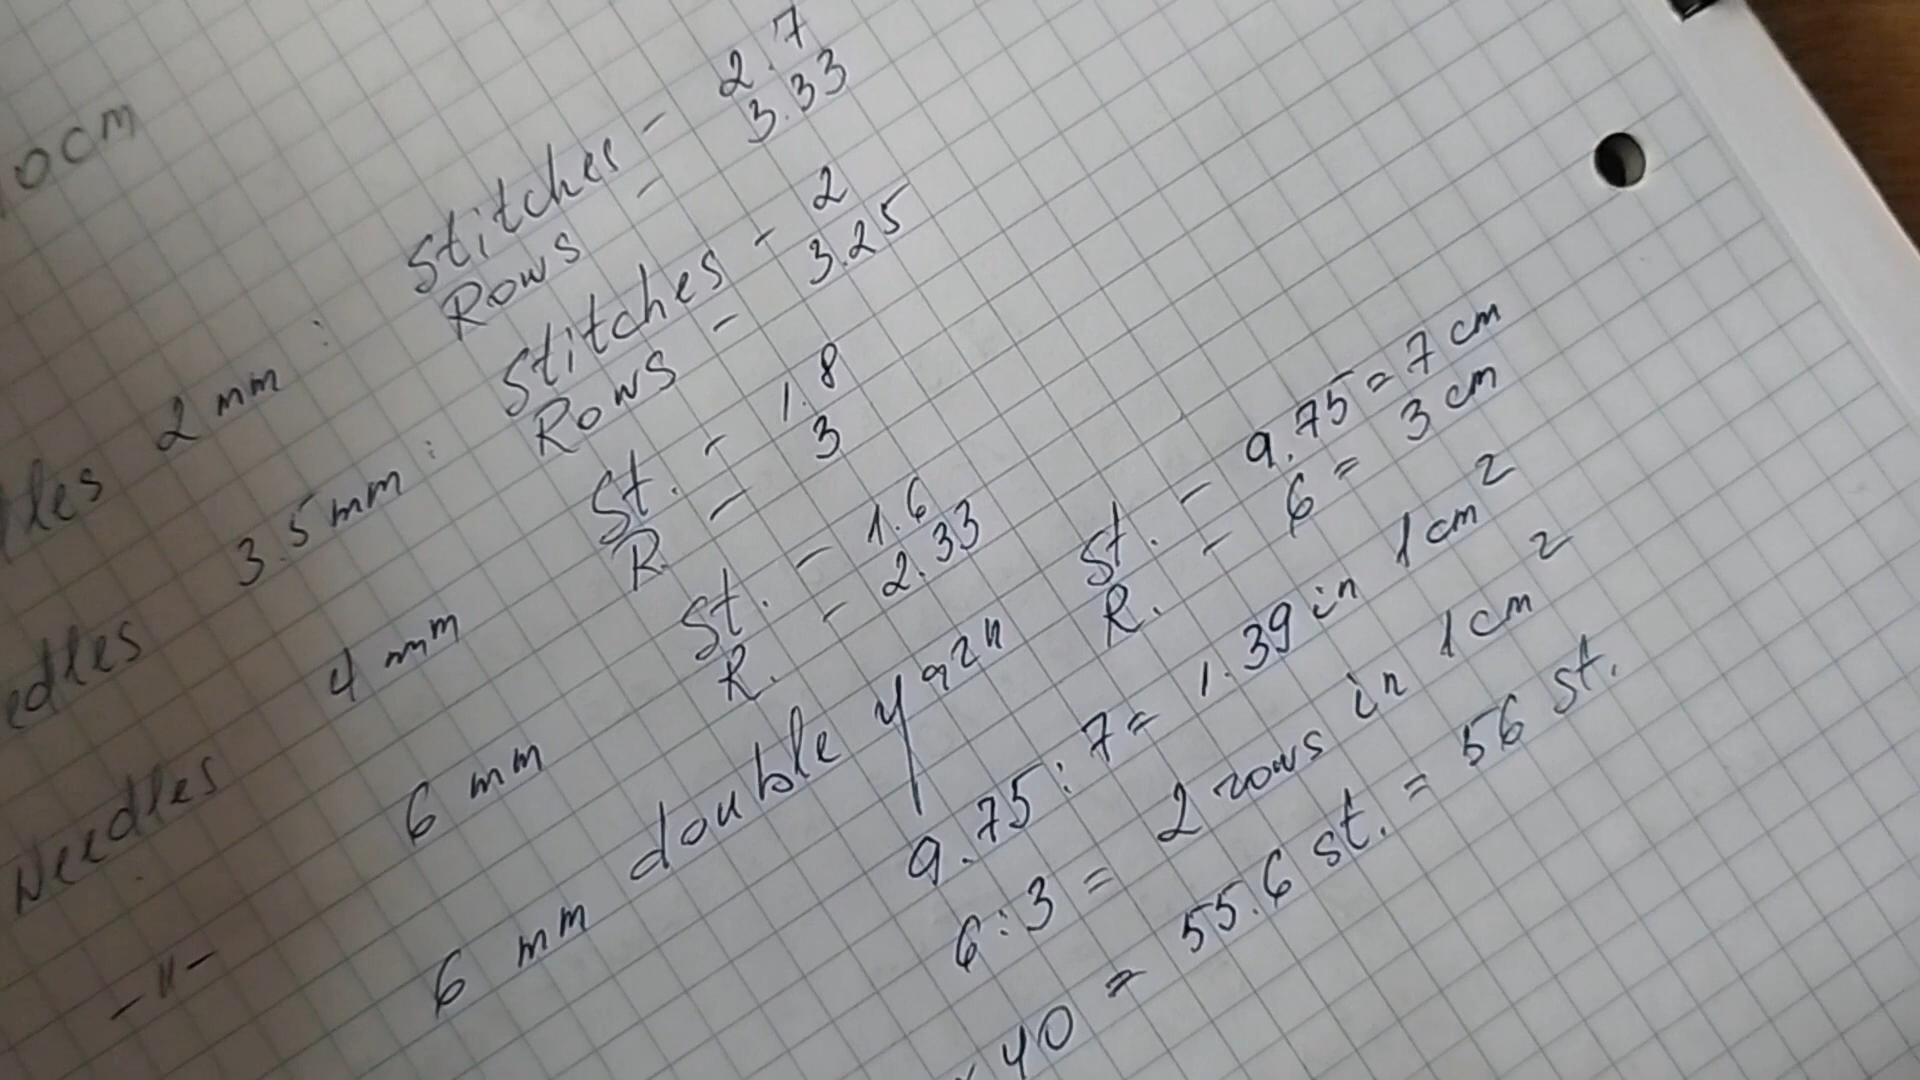 0cm
2 mm : Stitches - 2.7
Rows - 3.33
3.5 mm : Stitches - 2
Rows - 3.25
Needles 4 mm St. - 1.8
R. - 3
-"- 6 mm St. - 1.6
R. - 2.33
6 mm double yarn St. - 9.75 = 7 cm
R. - 6 = 3 cm
9.75 : 7 = 1.39 in 1 cm²
6 : 3 = 2 rows in 1 cm²
40 = 55.6 st. = 56 st.